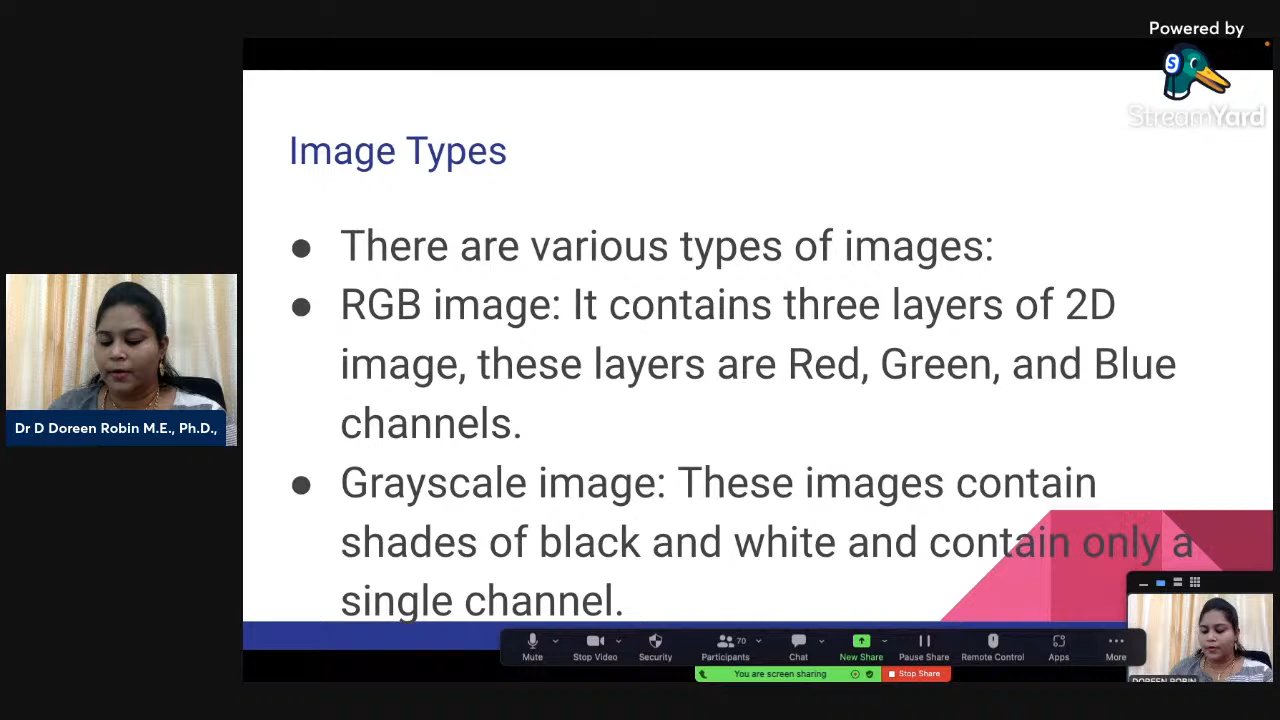 Powered by
StreamYard
Image Types
● There are various types of images:
● RGB image: It contains three layers of 2D
image, these layers are Red, Green, and Blue
channels.
● Grayscale image: These images contain
shades of black and white and contain only a
single channel.
Dr D Doreen Robin M.E., Ph.D.,
Mute
Stop Video
Security
70
Participants
Chat
New Share
Pause Share
Remote Control
Apps
More
You are screen sharing
Stop Share
DOREEN ROBIN